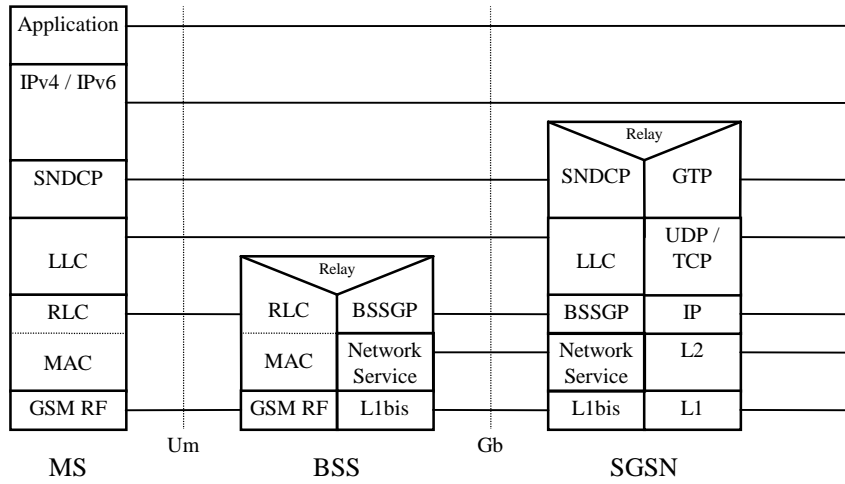 Application
IPv4 / IPv6
Relay
SNDCP
SNDCP
GTP
LLC
Relay
LLC
UDP /
TCP
RLC
RLC
BSSGP
BSSGP
IP
MAC
MAC
Network
Service
Network
Service
L2
GSM RF
GSM RF
L1bis
L1bis
L1
Um
Gb
MS
BSS
SGSN